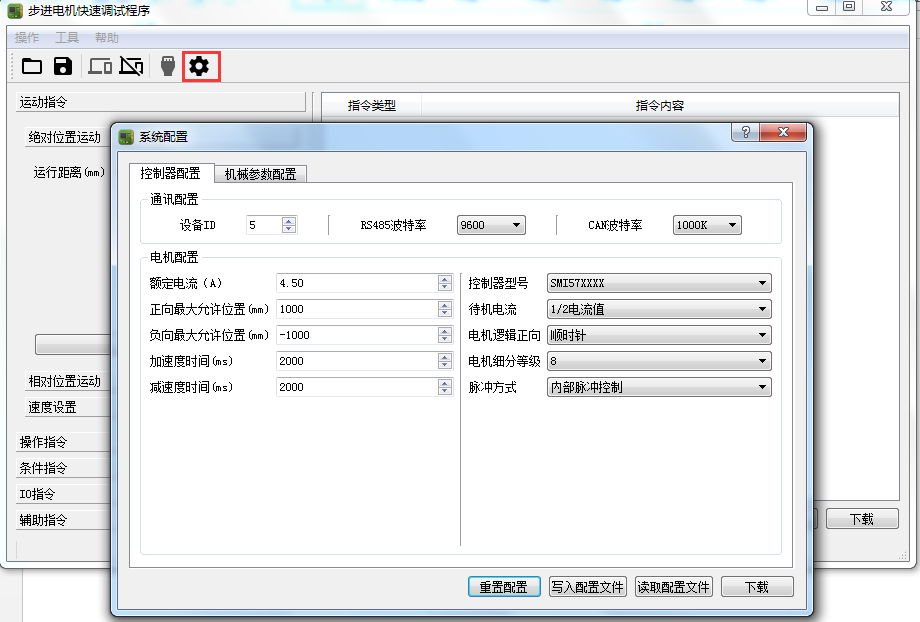 步进电机快速调试程序
操作 工具 帮助
运动指令
指令类型 指令内容
绝对位置运动
运行距离(mm)
相对位置运动
速度设置
操作指令
条件指令
IO指令
辅助指令
下载
系统配置
?
控制器配置 机械参数配置
通讯配置
设备ID 5 RS485波特率 9600 CAN波特率 1000K
电机配置
额定电流(A) 4.50 控制器型号 SMI57XXXX
正向最大允许位置(mm) 1000 待机电流 1/2电流值
负向最大允许位置(mm) -1000 电机逻辑正向 顺时针
加速度时间(ms) 2000 电机细分等级 8
减速度时间(ms) 2000 脉冲方式 内部脉冲控制
重置配置 写入配置文件 读取配置文件 下载